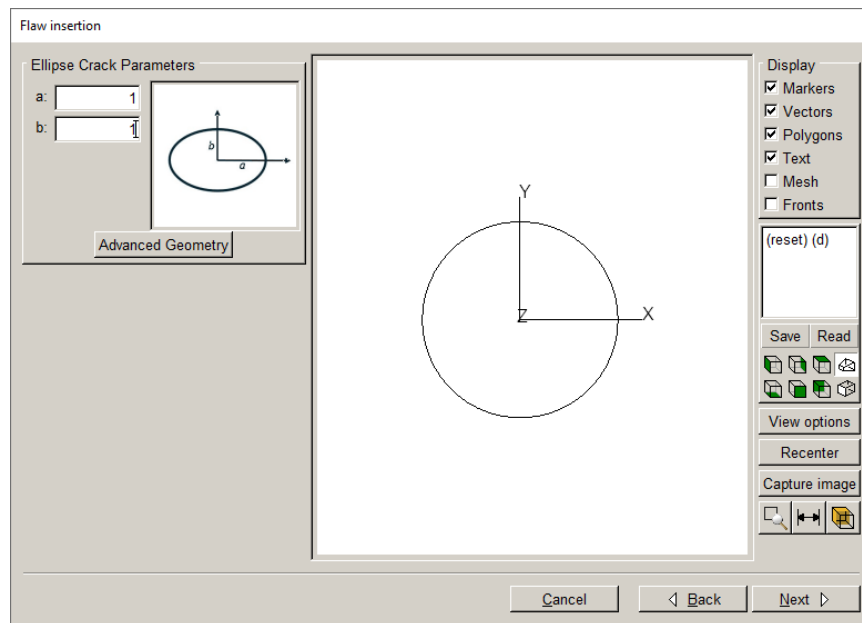 Flaw insertion
Ellipse Crack Parameters
a: 1
b: 1
b
a
Advanced Geometry
Y
Z
X
Display
Markers
Vectors
Polygons
Text
Mesh
Fronts
(reset) (d)
Save Read
View options
Recenter
Capture image
Cancel
Back
Next